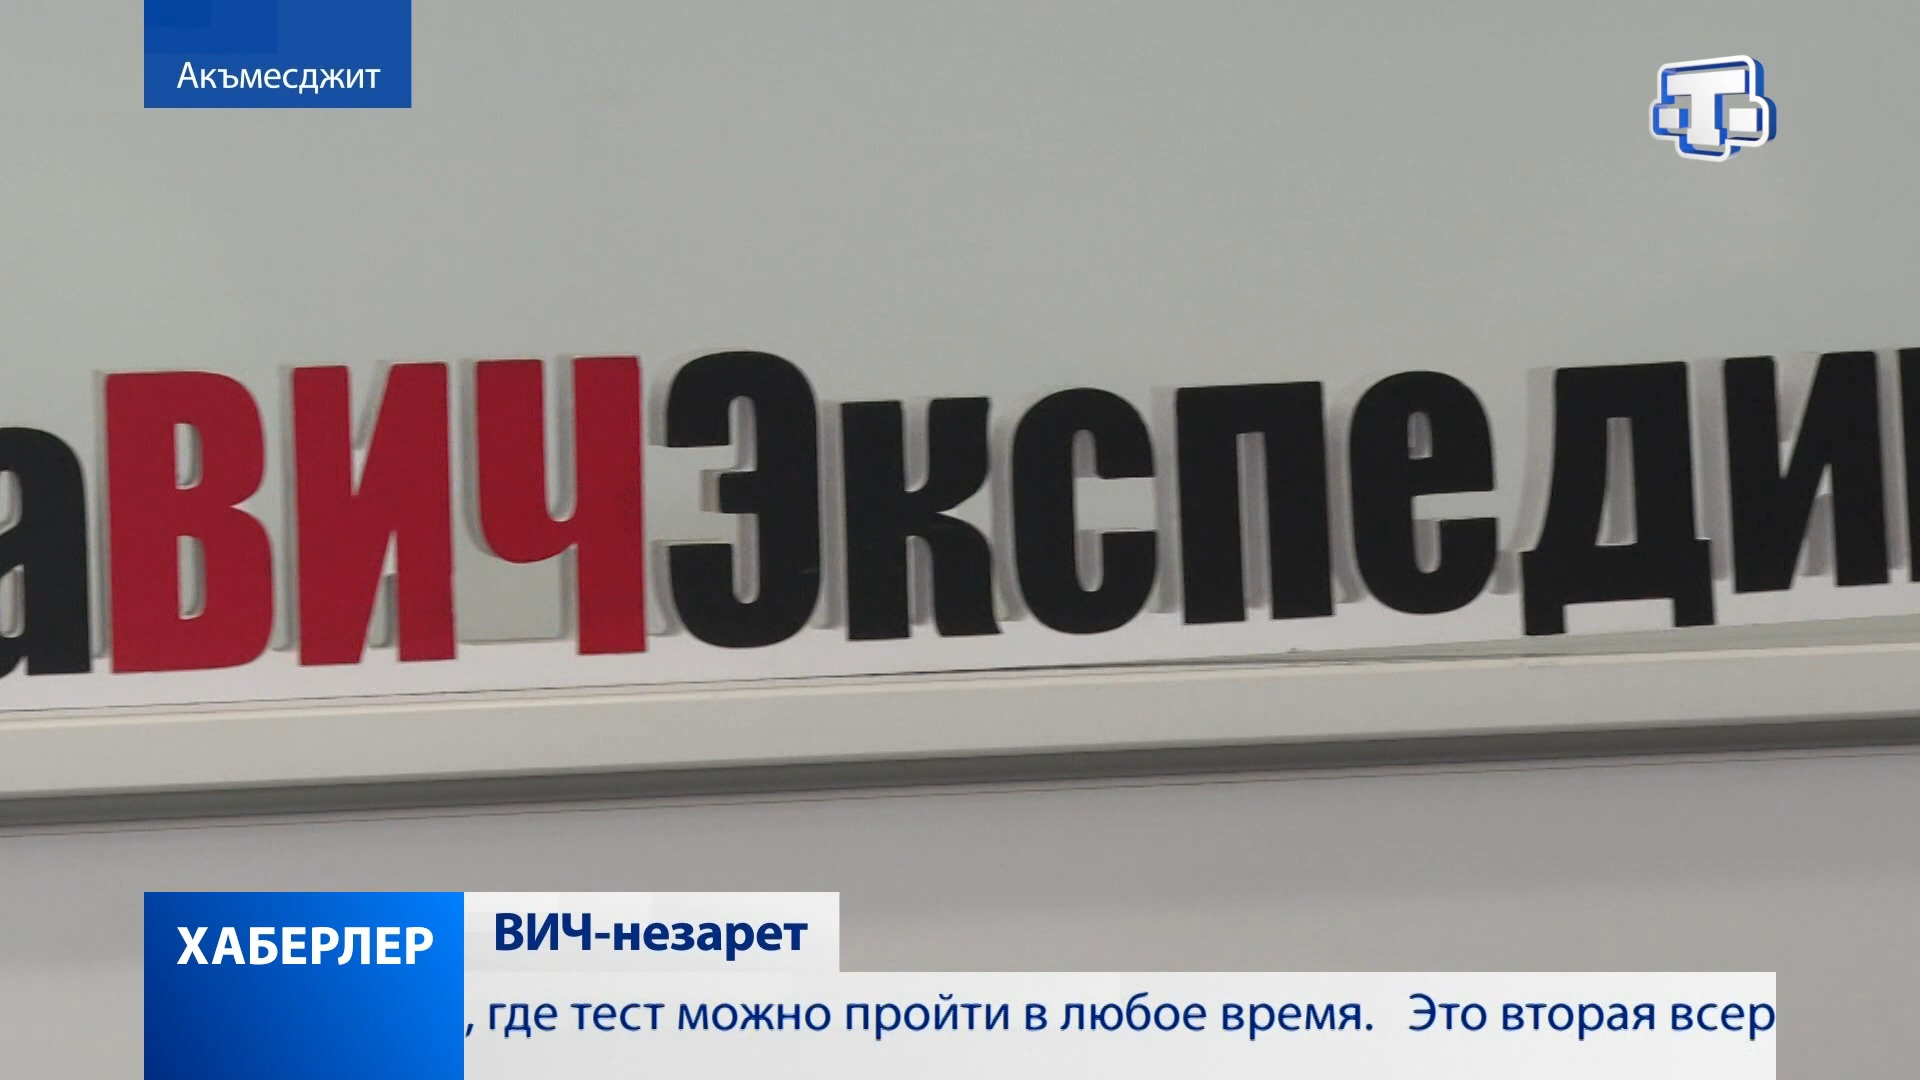 Акъмесджит
Т
аВИЧЭкспеди
ХАБЕРЛЕР
ВИЧ-незарет
, где тест можно пройти в любое время. Это вторая всер